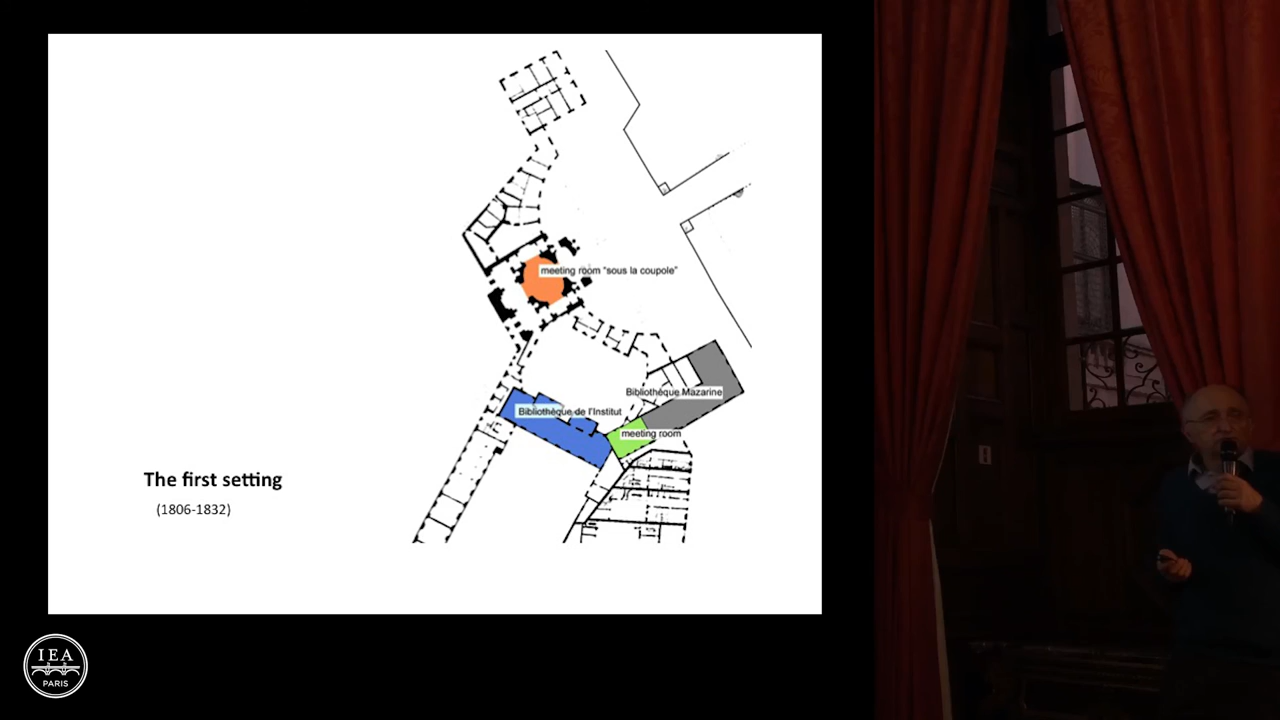 meeting room "sous la coupole"
Bibliothèque Mazarine
Bibliothèque de l'Institut
meeting room
The first setting
(1806-1832)
IEA
PARIS